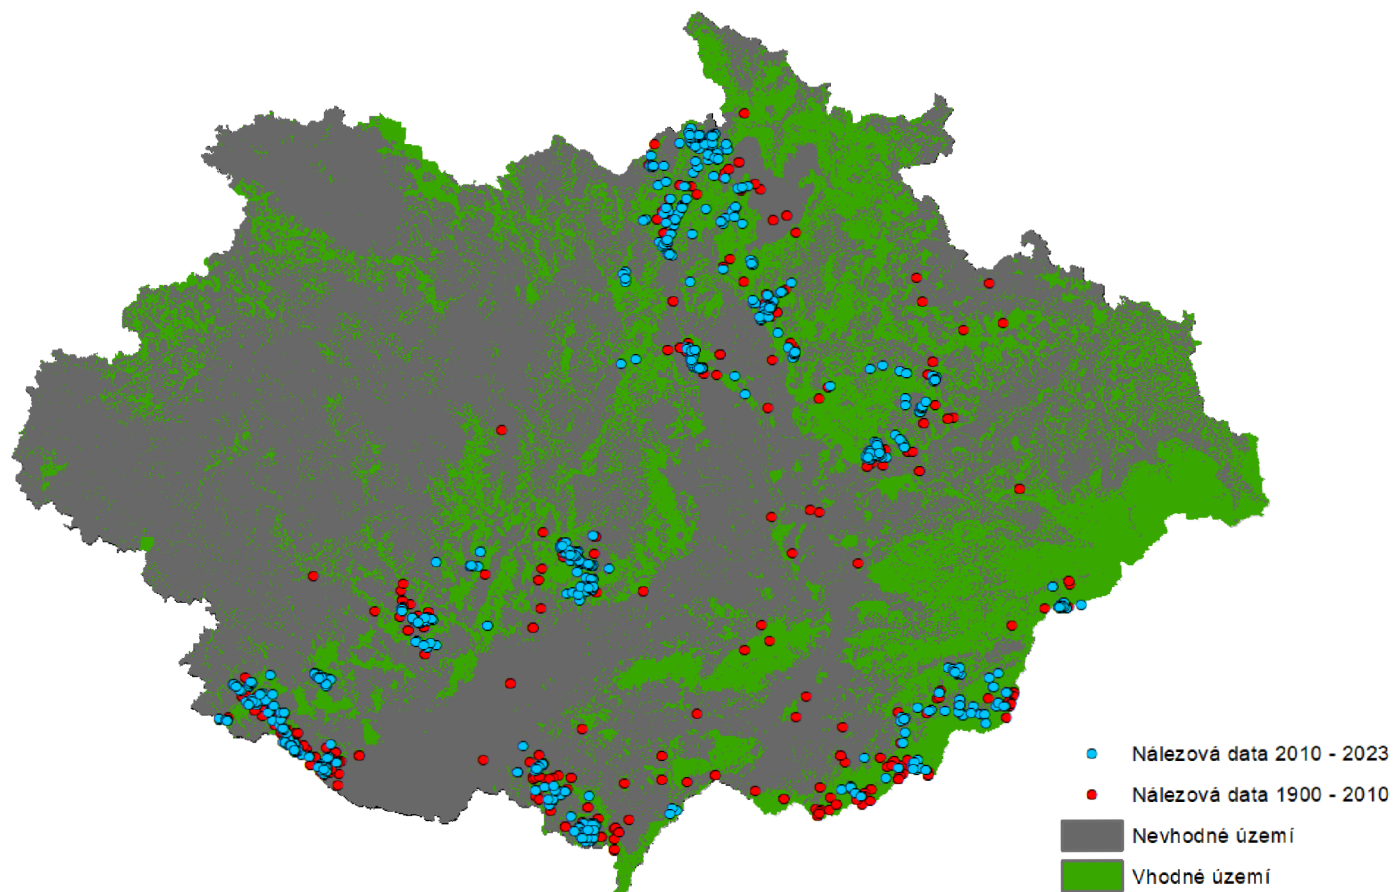 Nálezová data 2010 - 2023
Nálezová data 1900 - 2010
Nevhodné území
Vhodné území